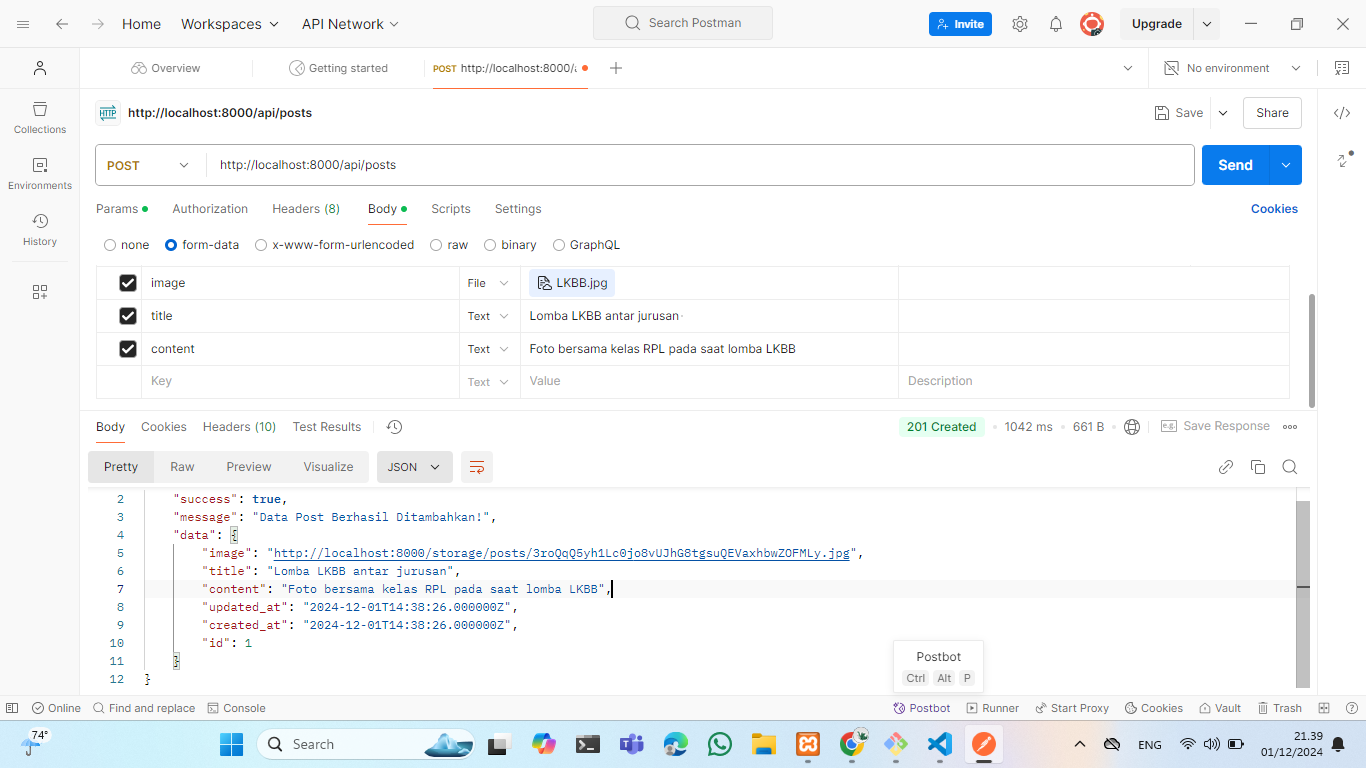 Home Workspaces API Network Search Postman Invite Upgrade
Overview Getting started POST http://localhost:8000/a No environment
HTTP http://localhost:8000/api/posts Save Share
Collections
Environments
History
POST http://localhost:8000/api/posts Send
Params Authorization Headers (8) Body Scripts Settings Cookies
none form-data x-www-form-urlencoded raw binary GraphQL
image File LKBB.jpg
title Text Lomba LKBB antar jurusan
content Text Foto bersama kelas RPL pada saat lomba LKBB
Key Text Value Description
Body Cookies Headers (10) Test Results 201 Created 1042 ms 661 B e.g. Save Response
Pretty Raw Preview Visualize JSON
2 "success": true,
3 "message": "Data Post Berhasil Ditambahkan!",
4 "data": {
5 "image": "http://localhost:8000/storage/posts/3roQqQ5yh1Lc0jo8vUJhG8tgsuQEVaxhbwZOFMLy.jpg",
6 "title": "Lomba LKBB antar jurusan",
7 "content": "Foto bersama kelas RPL pada saat lomba LKBB",
8 "updated_at": "2024-12-01T14:38:26.000000Z",
9 "created_at": "2024-12-01T14:38:26.000000Z",
10 "id": 1
11 }
12 }
Postbot
Ctrl Alt P
Online Find and replace Console Postbot Runner Start Proxy Cookies Vault Trash
74° Search ENG 21.39
01/12/2024